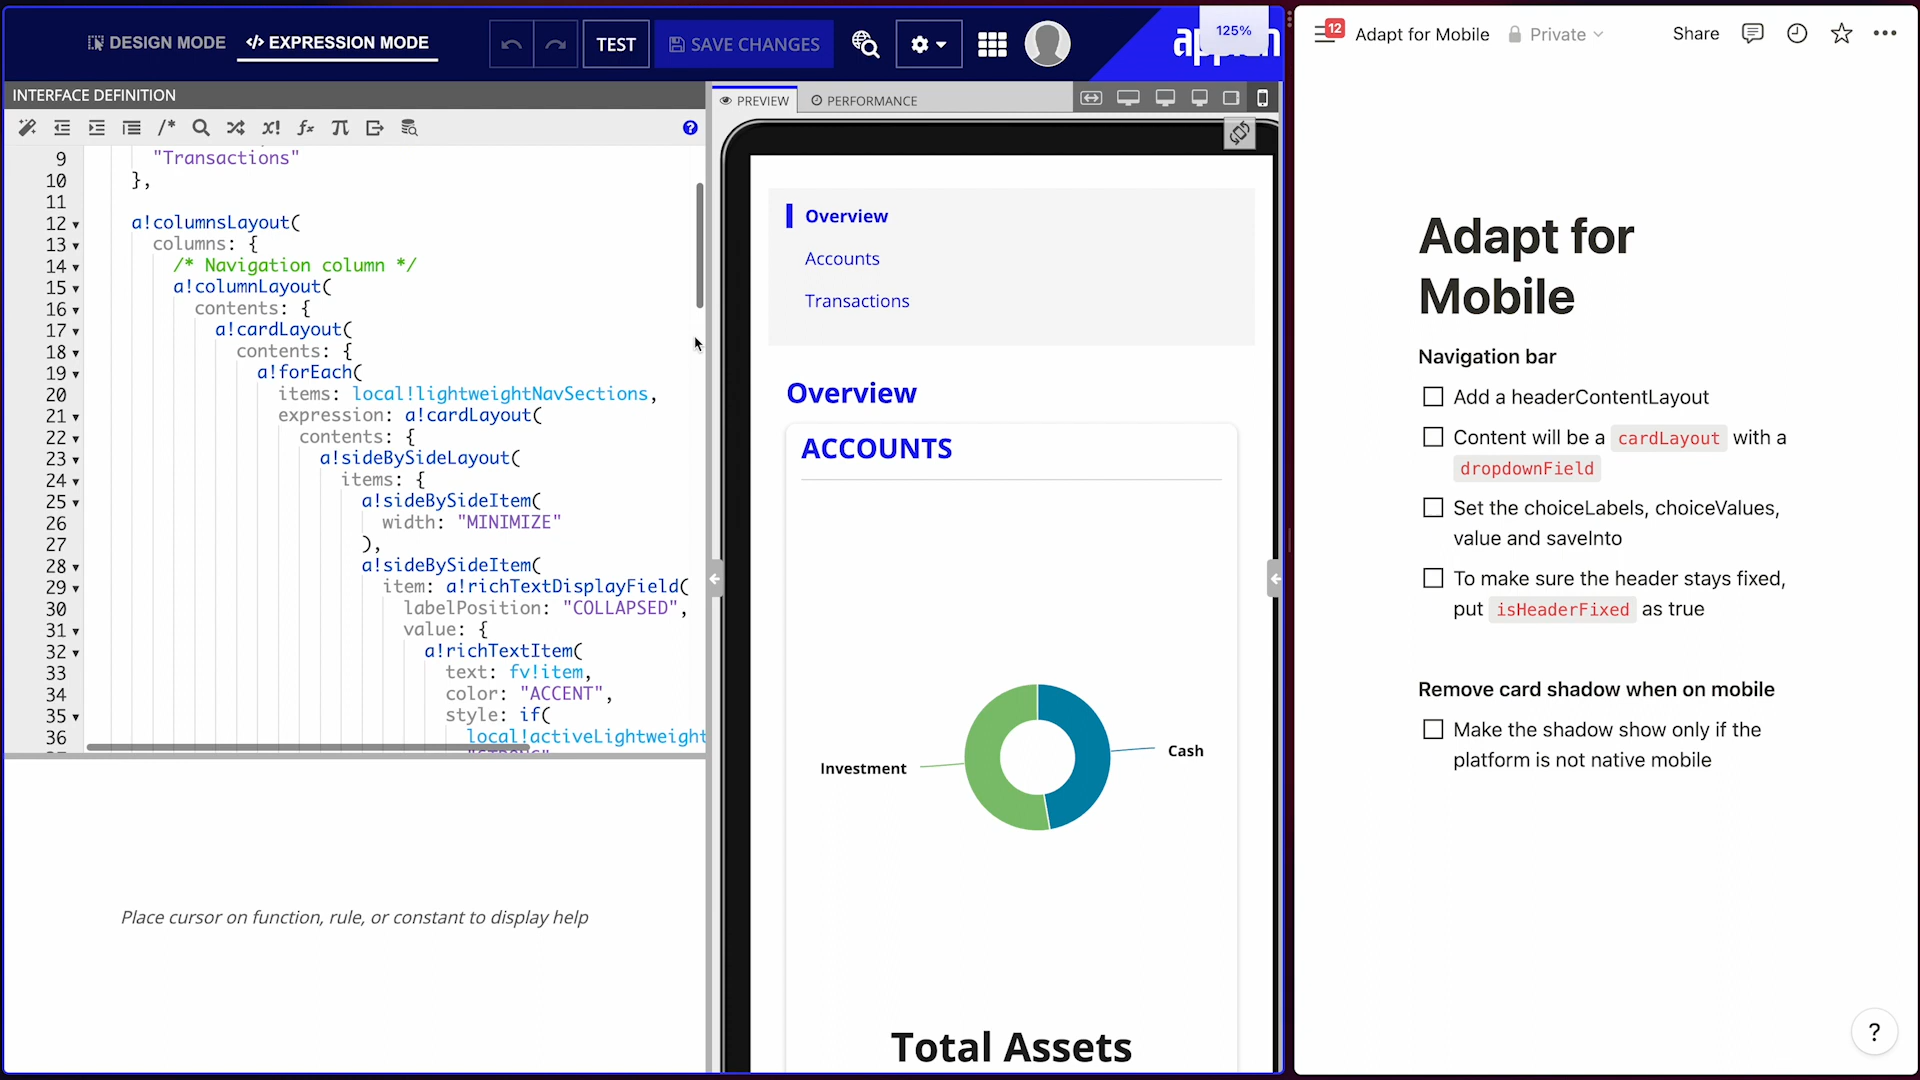 DESIGN MODE
EXPRESSION MODE
TEST
SAVE CHANGES
125%
INTERFACE DEFINITION
9 "Transactions"
10 },
11
12 a!columnsLayout(
13 columns: {
14 /* Navigation column */
15 a!columnLayout(
16 contents: {
17 a!cardLayout(
18 contents: {
19 a!forEach(
20 items: local!lightweightNavSections,
21 expression: a!cardLayout(
22 contents: {
23 a!sideBySideLayout(
24 items: {
25 a!sideBySideItem(
26 width: "MINIMIZE"
27 ),
28 a!sideBySideItem(
29 item: a!richTextDisplayField(
30 labelPosition: "COLLAPSED",
31 value: {
32 a!richTextItem(
33 text: fv!item,
34 color: "ACCENT",
35 style: if(
36 local!activeLightweight
Place cursor on function, rule, or constant to display help
PREVIEW
PERFORMANCE
Overview
Accounts
Transactions
Overview
ACCOUNTS
Cash
Investment
Total Assets
12
Adapt for Mobile
Private
Share
Adapt for
Mobile
Navigation bar
Add a headerContentLayout
Content will be a cardLayout with a
dropdownField
Set the choiceLabels, choiceValues,
value and saveInto
To make sure the header stays fixed,
put isHeaderFixed as true
Remove card shadow when on mobile
Make the shadow show only if the
platform is not native mobile
?